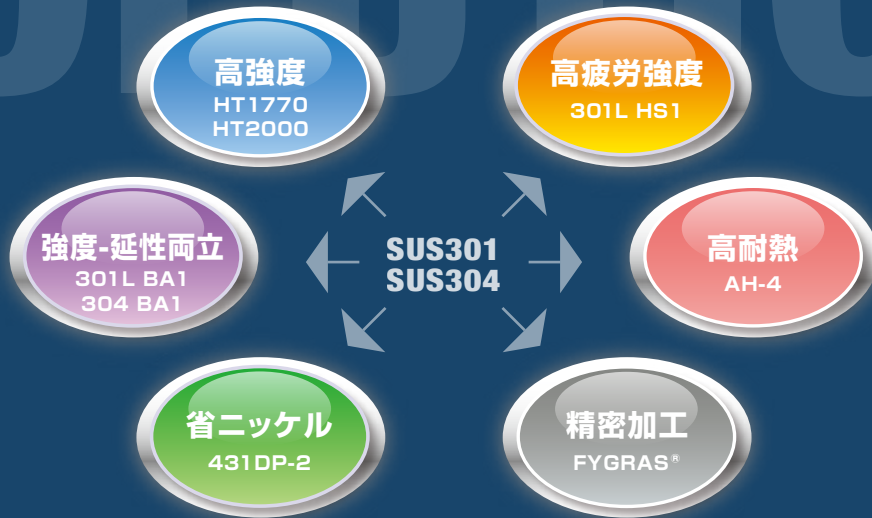 高強度
HT1770
HT2000
高疲労強度
301L HS1
強度-延性両立
301L BA1
304 BA1
SUS301
SUS304
高耐熱
AH-4
省ニッケル
431DP-2
精密加工
FYGRAS®